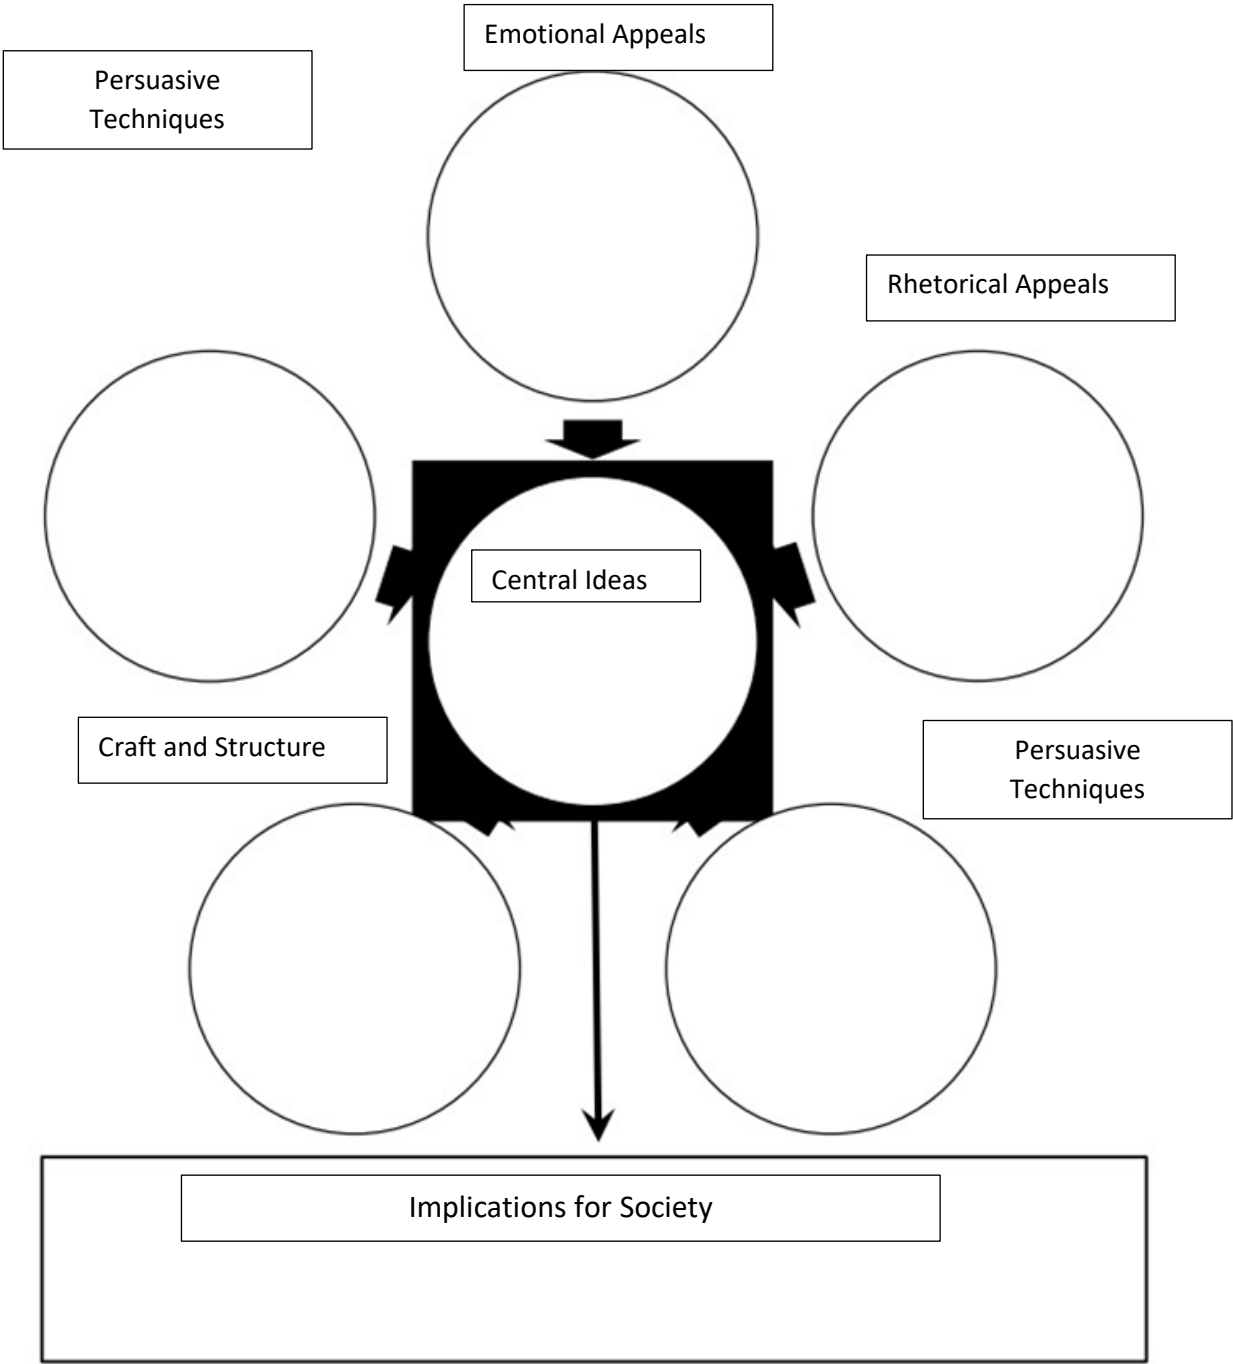 Emotional Appeals
Persuasive
Techniques
Rhetorical Appeals
Central Ideas
Craft and Structure
Persuasive
Techniques
Implications for Society